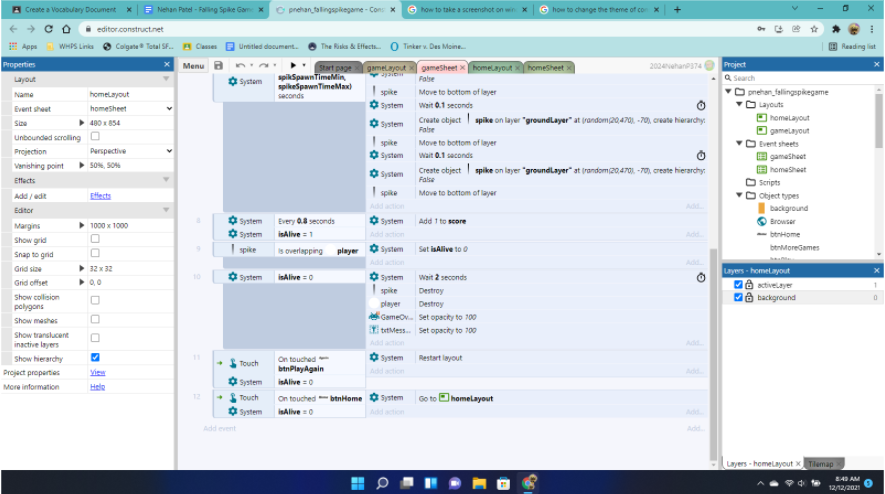 Create a Vocabulary Document
Nehan Patel - Falling Spike Gam
pnehan_fallingspikegame - Cons
how to take a screenshot on win
how to change the theme of con
editor.construct.net
Apps
WHPS Links
Colgate® Total SF...
Classes
Untitled document...
The Risks & Effects...
Tinker v. Des Moine...
Reading list
Properties
Layout
Name homeLayout
Event sheet homeSheet
Size 480 x 854
Unbounded scrolling
Projection Perspective
Vanishing point 50%, 50%
Effects
Add / edit Effects
Editor
Margins 1000 x 1000
Show grid
Snap to grid
Grid size 32 x 32
Grid offset 0, 0
Show collision
polygons
Show meshes
Show translucent
inactive layers
Show hierarchy
Project properties View
More information Help
Menu
Start page
gameLayout
gameSheet
homeLayout
homeSheet
2024NehanP374
System
spikSpawnTimeMin,
spikeSpawnTimeMax)
seconds
System
False
spike Move to bottom of layer
System Wait 0.1 seconds
System Create object spike on layer "groundLayer" at (random(20,470), -70), create hierarchy:
False
spike Move to bottom of layer
System Wait 0.1 seconds
System Create object spike on layer "groundLayer" at (random(20,470), -70), create hierarchy:
False
spike Move to bottom of layer
Add action Add...
8 System Every 0.8 seconds System Add 1 to score
System isAlive = 1 Add action Add...
9 spike Is overlapping player System Set isAlive to 0
Add action Add...
10 System isAlive = 0 System Wait 2 seconds
spike Destroy
player Destroy
GameOv... Set opacity to 100
txtMess... Set opacity to 100
Add action Add...
11 Touch On touched
btnPlayAgain System Restart layout
System isAlive = 0 Add action Add...
12 Touch On touched btnHome System Go to homeLayout
System isAlive = 0 Add action Add...
Add event Add...
Project
Search
pnehan_fallingspikegame
Layouts
homeLayout
gameLayout
Event sheets
gameSheet
homeSheet
Scripts
Object types
background
Browser
btnHome
btnMoreGames
Layers - homeLayout
activeLayer 1
background 0
Layers - homeLayout
Tilemap
8:49 AM
12/12/2021